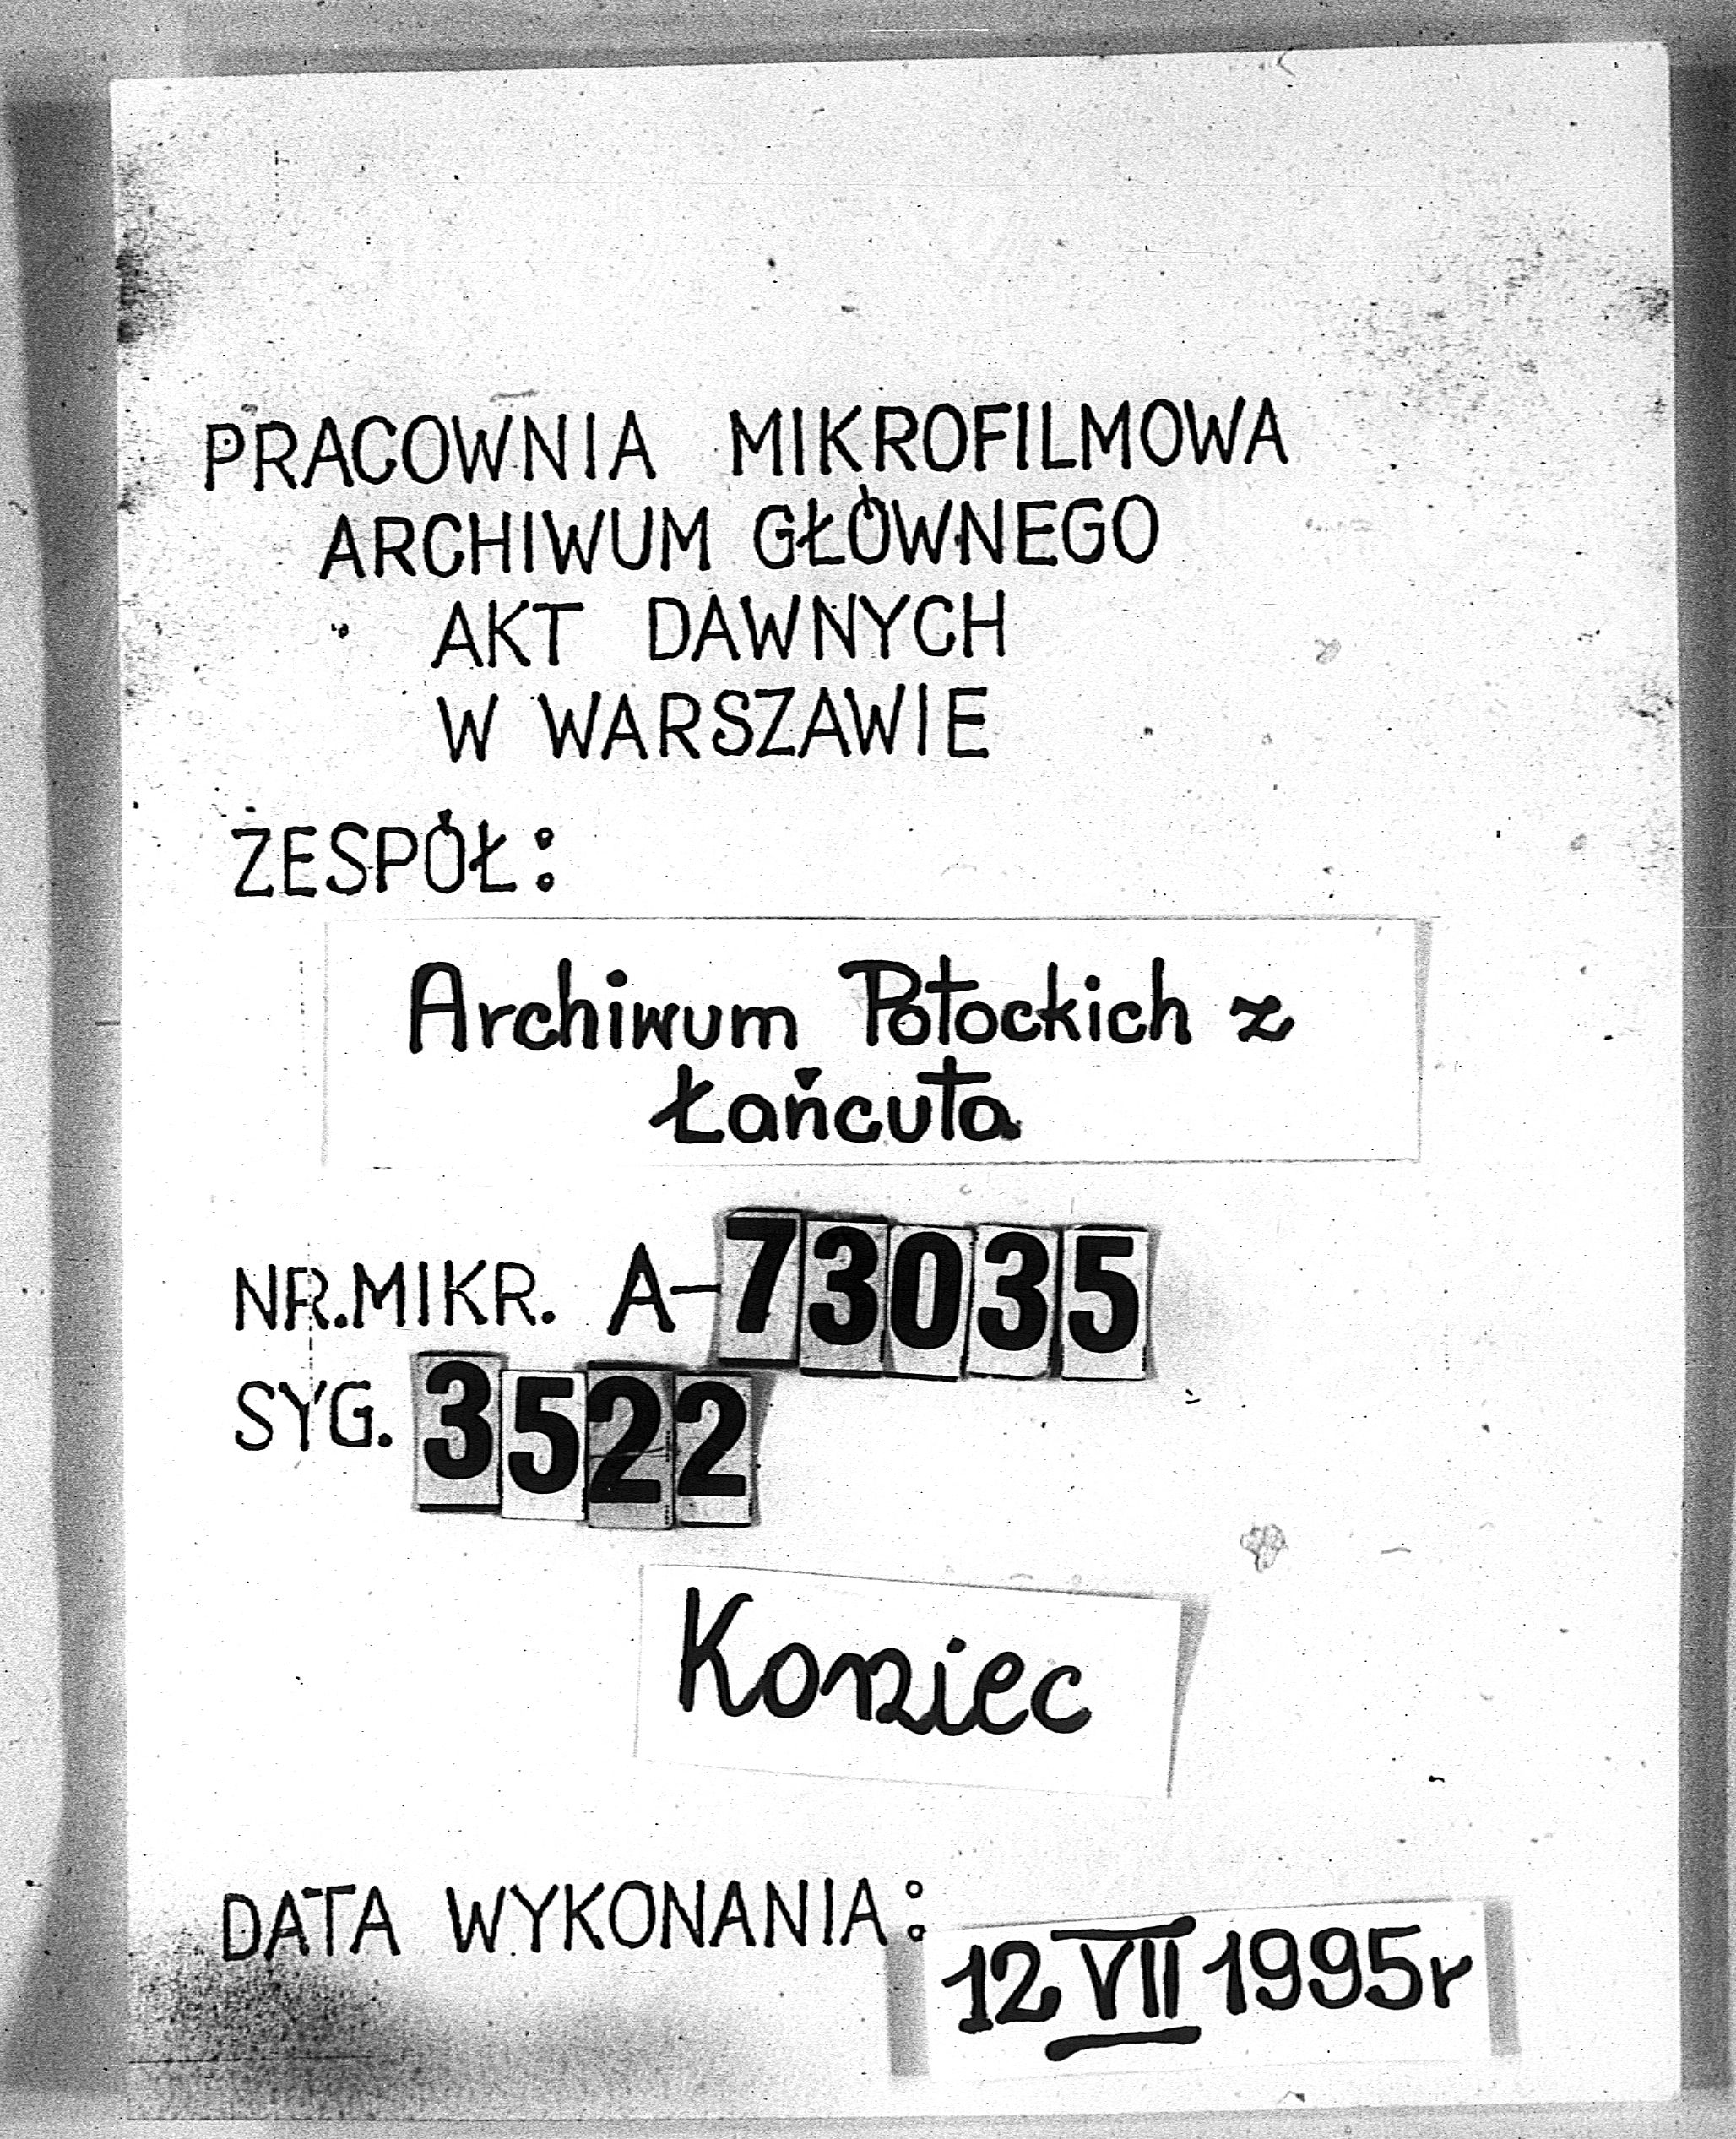 PRACOWNIA MIKROFILMOWA
ARCHIWUM GŁÓWNEGO
AKT DAWNYCH
W WARSZAWIE
ZESPÓŁ:
Archiwum Potockich z
Łańcuta
NR.MIKR. A-73035
SYG. 3522
Koniec
DATA WYKONANIA: 12 VII 1995r